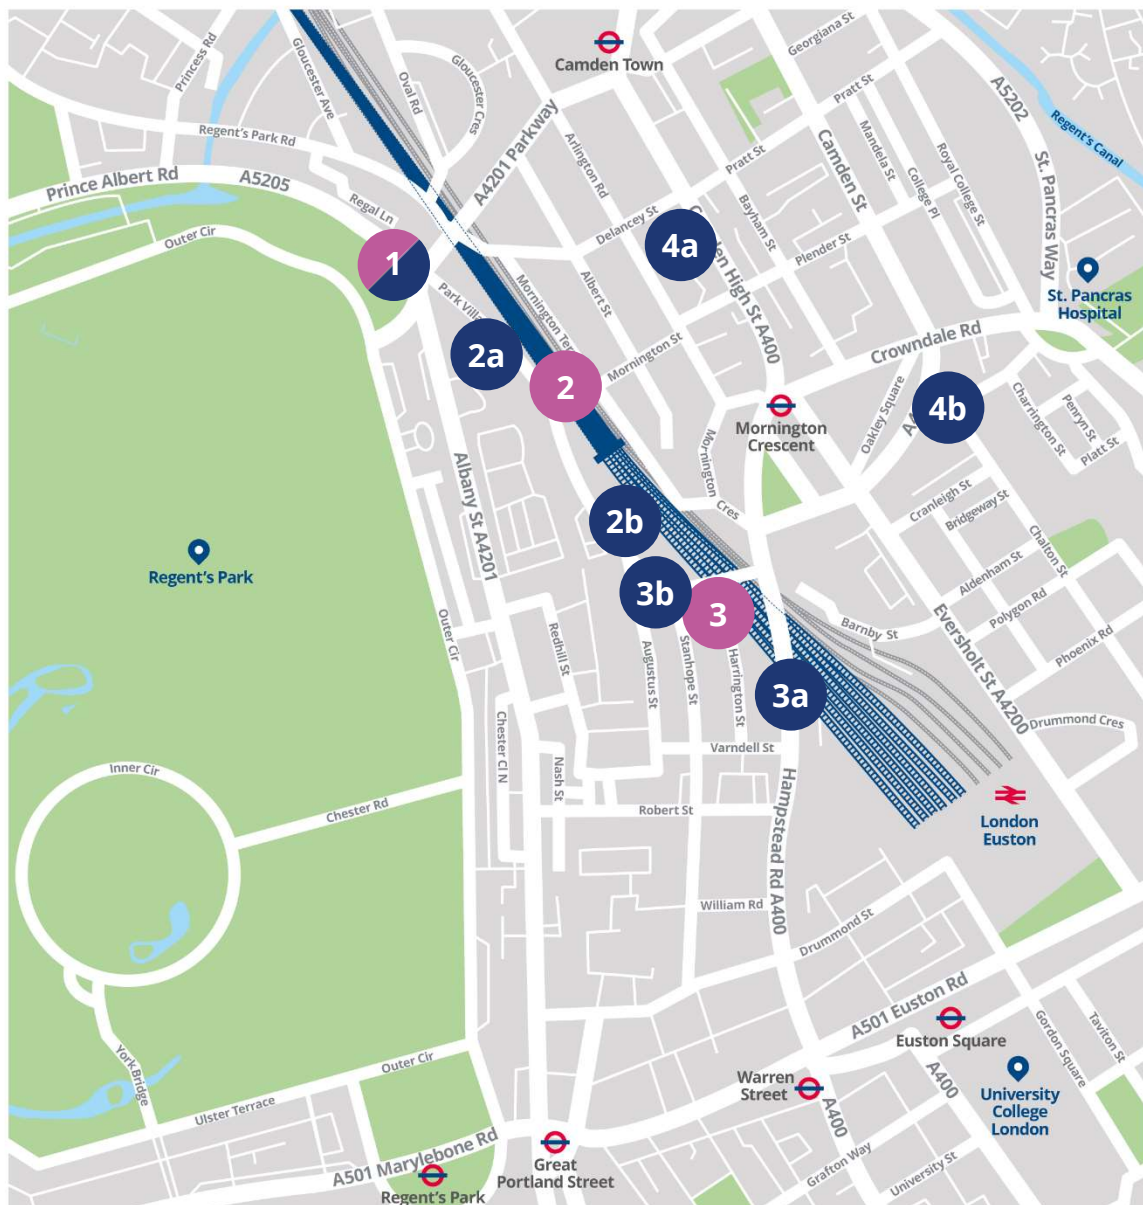 Camden Town
Georgiana St
A5202
Princess Rd
Gloucester Ave
Oval Rd
Gloucester Cres
Pratt St
Regent's Canal
Regent's Park Rd
A4201 Parkway
Arlington Rd
Pratt St
Camden St
Mandela St
College Pl
Royal College St
St. Pancras Way
Prince Albert Rd
A5205
Regal Ln
Outer Cir
Delancey St
Bayham St
Plender St
1
4a
High St A400
St. Pancras
Hospital
Park Villa
Mornington Ter
Albert St
Mornington St
Crowndale Rd
2a
2
4b
Oakley Square
Charrington St
Penryn St
Platt St
Mornington
Crescent
Mornington
Cres
Albany St A4201
2b
Cranleigh St
Bridgeway St
Chalton St
Aldenham St
Polygon Rd
Phoenix Rd
Regent's Park
3b
3
Barnby St
Eversholt St A4200
Outer Cir
Redhill St
Augustus St
Stanhope St
Harrington St
3a
Drummond Cres
Chester Cl N
Nash St
Varndell St
Inner Cir
Chester Rd
Robert St
Hampstead Rd A400
London
Euston
William Rd
Drummond St
A501 Euston Rd
Euston Square
Gordon Square
Taviton St
York Bridge
Outer Cir
Ulster Terrace
Warren
Street
A400
A400
University
College
London
A501 Marylebone Rd
Great
Portland Street
Regent's Park
Grafton Way
University St